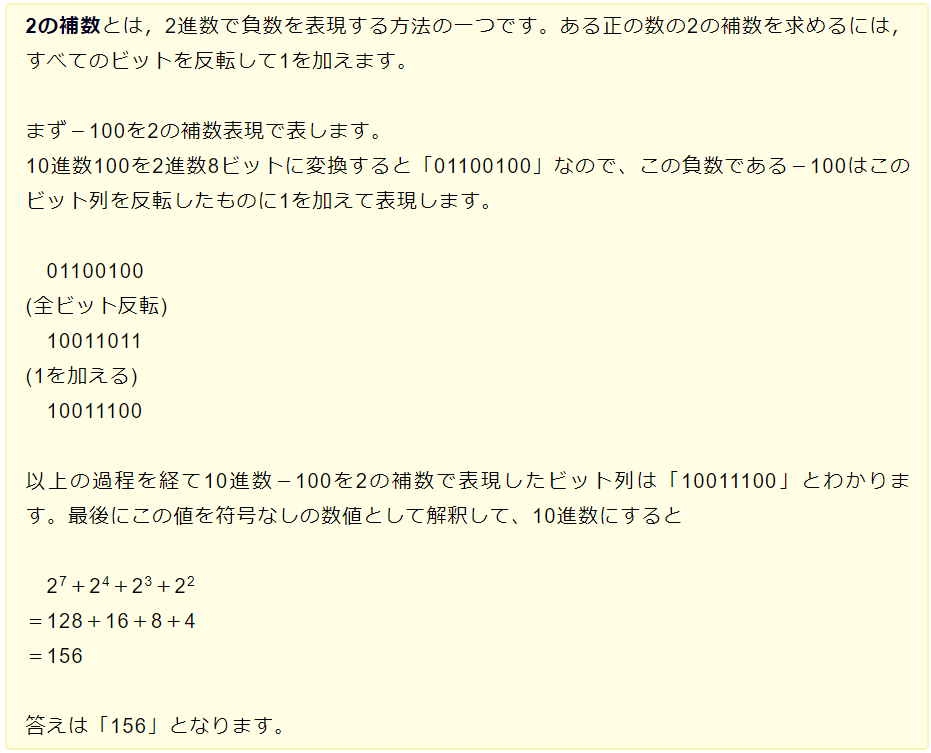 2の補数とは，2進数で負数を表現する方法の一つです。ある正の数の2の補数を求めるには，
すべてのビットを反転して1を加えます。
まず－100を2の補数表現で表します。
10進数100を2進数8ビットに変換すると「01100100」なので、この負数である－100はこの
ビット列を反転したものに1を加えて表現します。
01100100
(全ビット反転)
10011011
(1を加える)
10011100
以上の過程を経て10進数－100を2の補数で表現したビット列は「10011100」とわかりま
す。最後にこの値を符号なしの数値として解釈して、10進数にすると
2⁷＋2⁴＋2³＋2²
＝128＋16＋8＋4
＝156
答えは「156」となります。